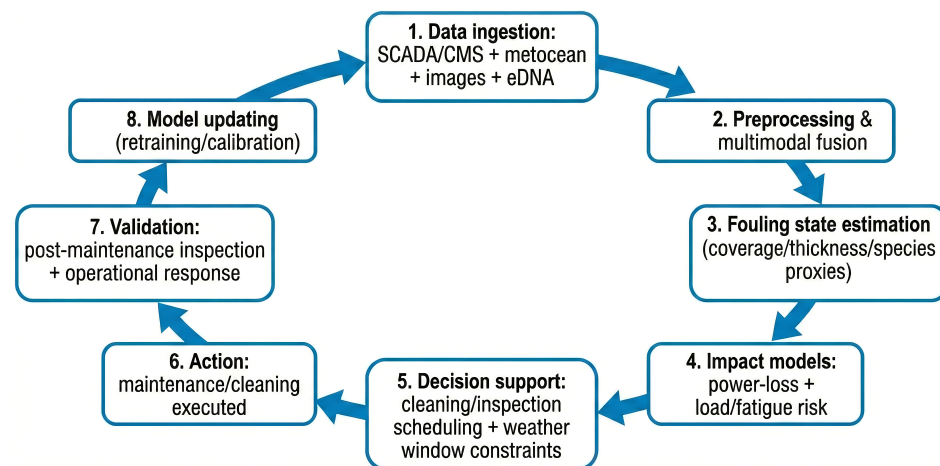 1. Data ingestion:
SCADA/CMS + metocean
+ images + eDNA
2. Preprocessing &
multimodal fusion
3. Fouling state estimation
(coverage/thickness/species
proxies)
4. Impact models:
power-loss +
load/fatigue risk
5. Decision support:
cleaning/inspection
scheduling + weather
window constraints
6. Action:
maintenance/cleaning
executed
7. Validation:
post-maintenance inspection
+ operational response
8. Model updating
(retraining/calibration)